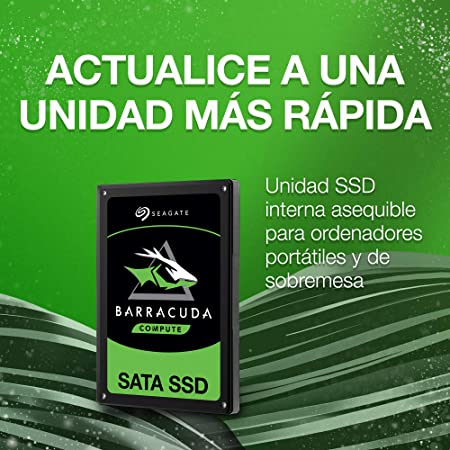 ACTUALICE A UNA
UNIDAD MÁS RÁPIDA
Unidad SSD
interna asequible
para ordenadores
portátiles y de
sobremesa
SEAGATE
BARRACUDA
COMPUTE
SATA SSD